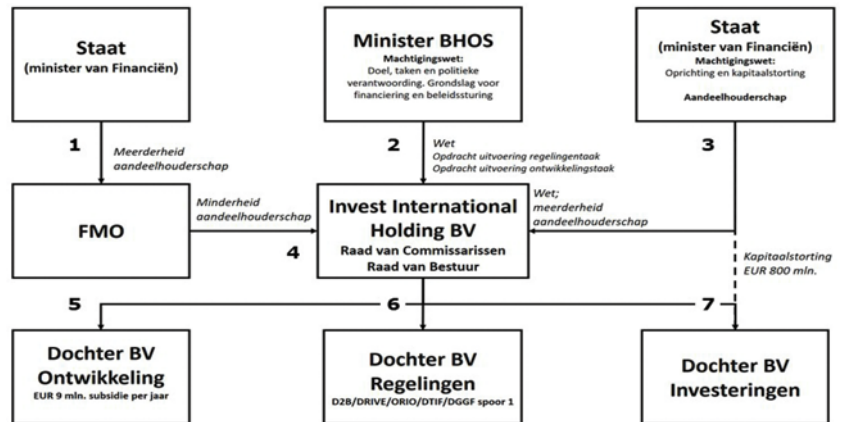 Staat
(minister van Financiën)
Minister BHOS
Machtigingswet:
Doel, taken en politieke
verantwoording. Grondslag voor
financiering en beleidssturing
Staat
(minister van Financiën)
Machtigingswet:
Oprichting en kapitaalstorting
Aandeelhouderschap
1
Meerderheid
aandeelhouderschap
2
Wet
Opdracht uitvoering regelingentaak
Opdracht uitvoering ontwikkelingstaak
3
FMO
Minderheid
aandeelhouderschap
4
Invest International
Holding BV
Raad van Commissarissen
Raad van Bestuur
Wet;
meerderheid
aandeelhouderschap
Kapitaalstorting
EUR 800 mln.
5
6
7
Dochter BV
Ontwikkeling
EUR 9 mln. subsidie per jaar
Dochter BV
Regelingen
D2B/DRIVE/ORIO/DTIF/DGGF spoor 1
Dochter BV
Investeringen